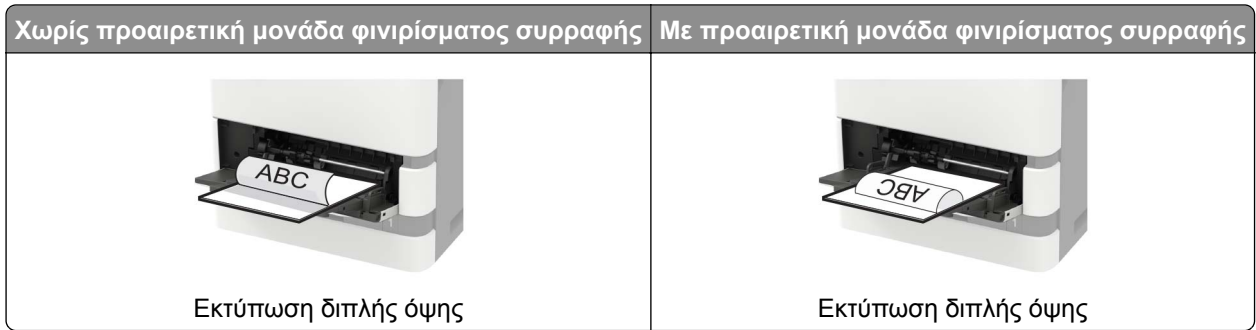 Χωρίς προαιρετική μονάδα φινιρίσματος συρραφής
Με προαιρετική μονάδα φινιρίσματος συρραφής
ABC
ABC
Εκτύπωση διπλής όψης
Εκτύπωση διπλής όψης